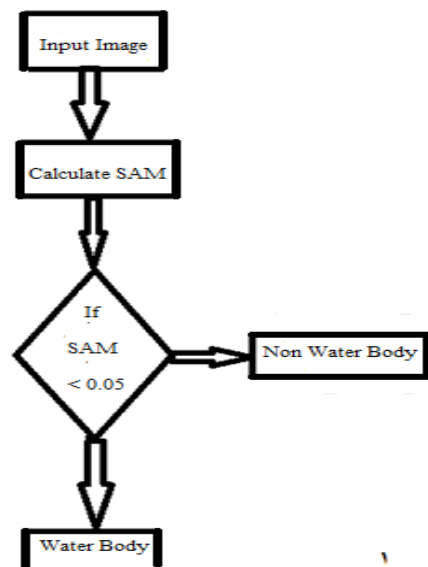 Input Image
Calculate SAM
If
SAM
< 0.05
Non Water Body
Water Body